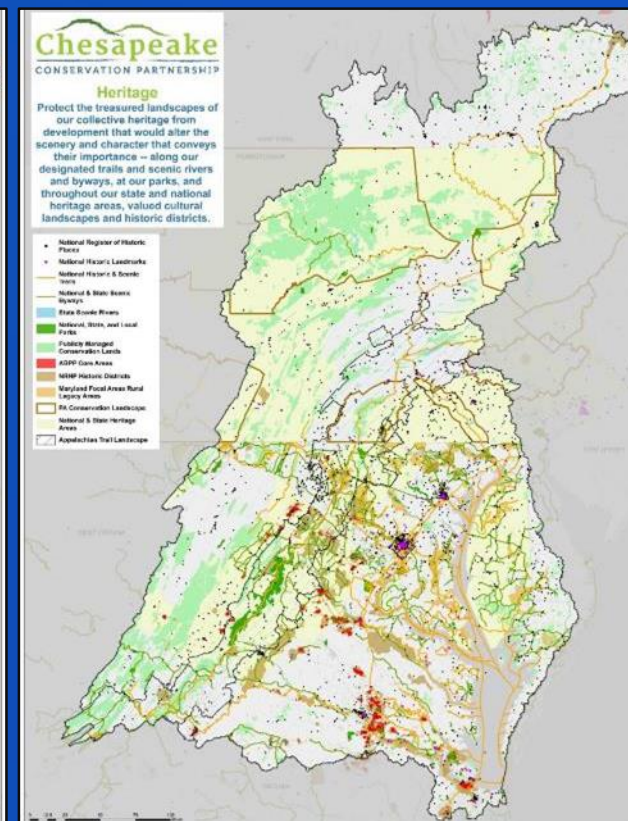 Chesapeake
CONSERVATION PARTNERSHIP
Heritage
Protect the treasured landscapes of
our collective heritage from
development that would alter the
scenery and character that conveys
their importance -- along our
designated trails and scenic rivers
and byways, at our parks, and
throughout our state and national
heritage areas, valued cultural
landscapes and historic districts.
National Register of Historic
Places
National Historic Landmarks
National Historic & Scenic
Trails
National & State Scenic
Byways
State Scenic Rivers
National, State, and Local
Parks
Publicly Managed
Conservation Lands
ABPP Core Areas
NRHP Historic Districts
Maryland Focal Areas Rural
Legacy Areas
PA Conservation Landscape
National & State Heritage
Areas
Appalachian Trail Landscape